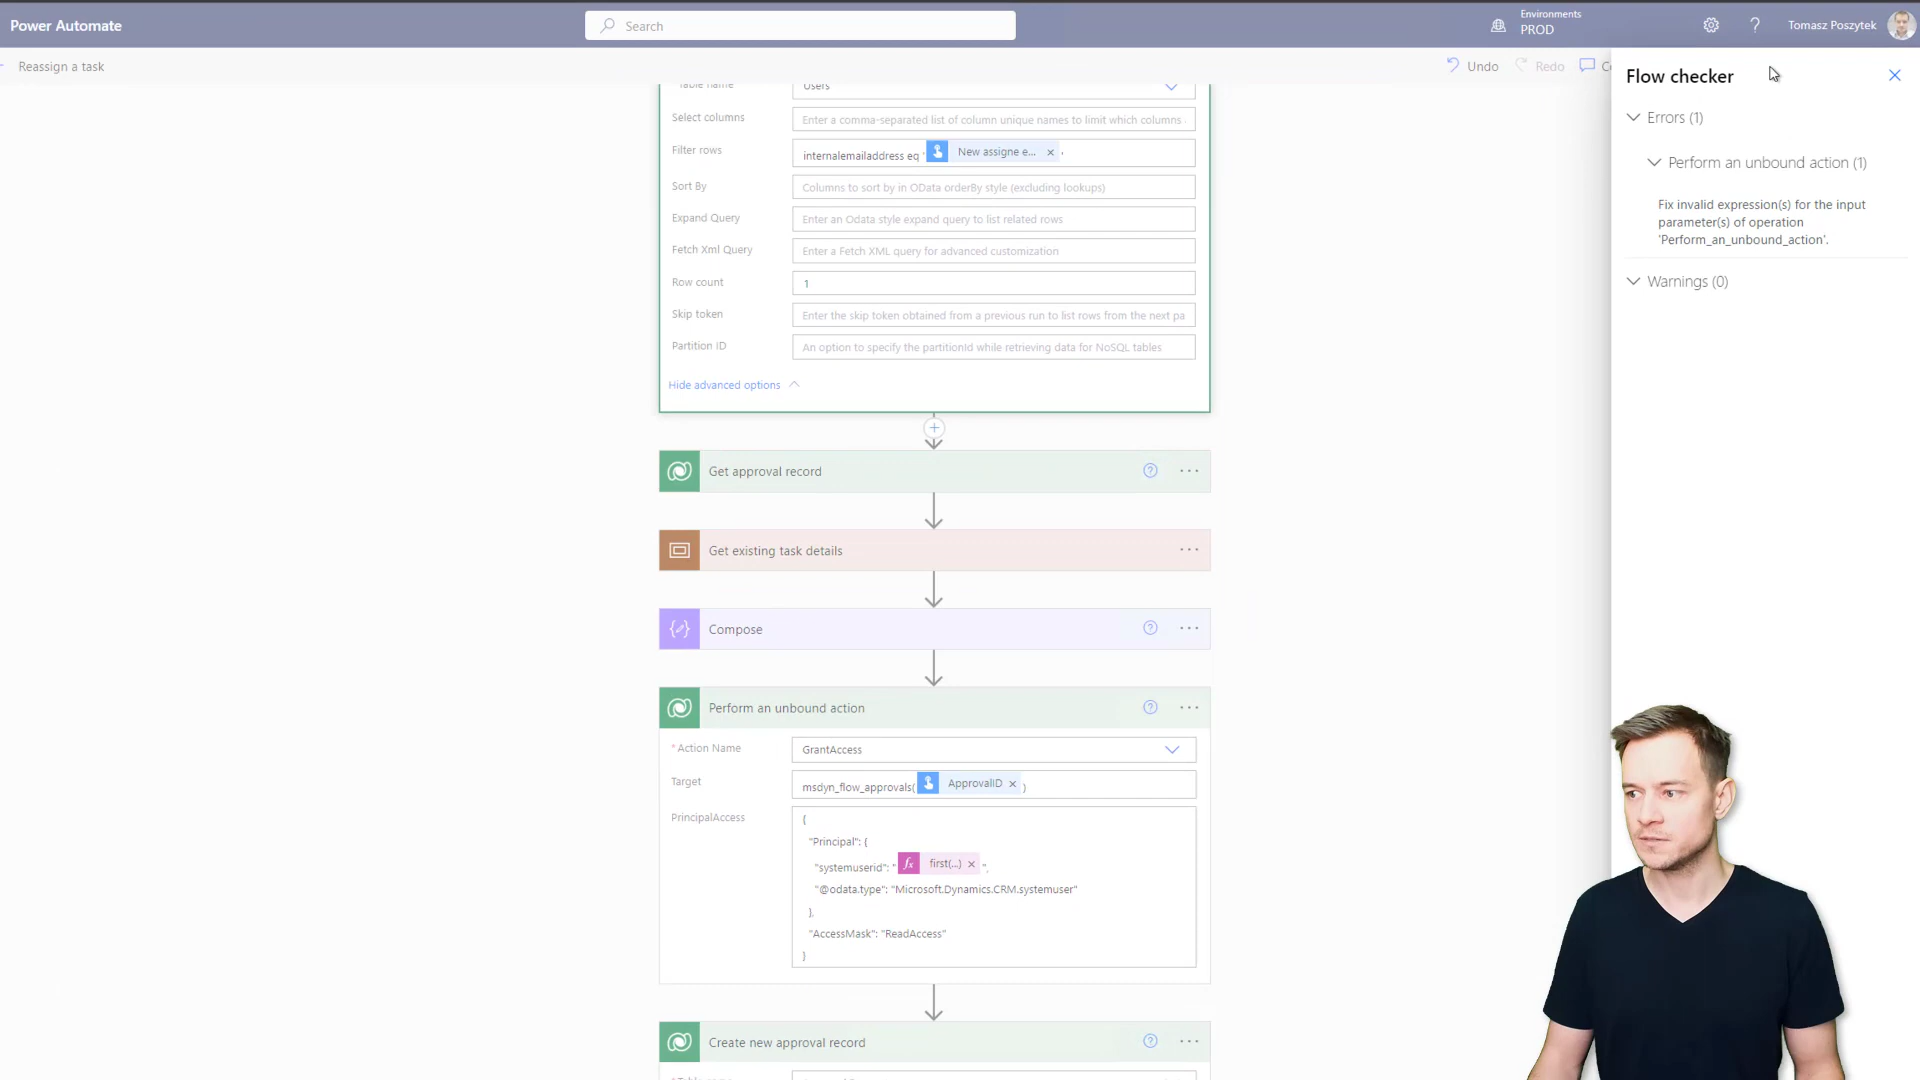 Power Automate
Search
Environments
PROD
?
Tomasz Poszytek
Reassign a task
Undo
Redo
Flow checker
Errors (1)
Perform an unbound action (1)
Fix invalid expression(s) for the input
parameter(s) of operation
'Perform_an_unbound_action'.
Warnings (0)
Table name
Users
Select columns
Enter a comma-separated list of column unique names to limit which columns
Filter rows
internalemailaddress eq ' New assigne e... × '
Sort By
Columns to sort by in OData orderBy style (excluding lookups)
Expand Query
Enter an Odata style expand query to list related rows
Fetch Xml Query
Enter a Fetch XML query for advanced customization
Row count
1
Skip token
Enter the skip token obtained from a previous run to list rows from the next pa
Partition ID
An option to specify the partitionId while retrieving data for NoSQL tables
Hide advanced options
Get approval record
Get existing task details
Compose
Perform an unbound action
* Action Name
GrantAccess
Target
msdyn_flow_approvals( ApprovalID × )
PrincipalAccess
{
"Principal": {
"systemuserid": " fx first(...) × ",
"@odata.type": "Microsoft.Dynamics.CRM.systemuser"
},
"AccessMask": "ReadAccess"
}
Create new approval record